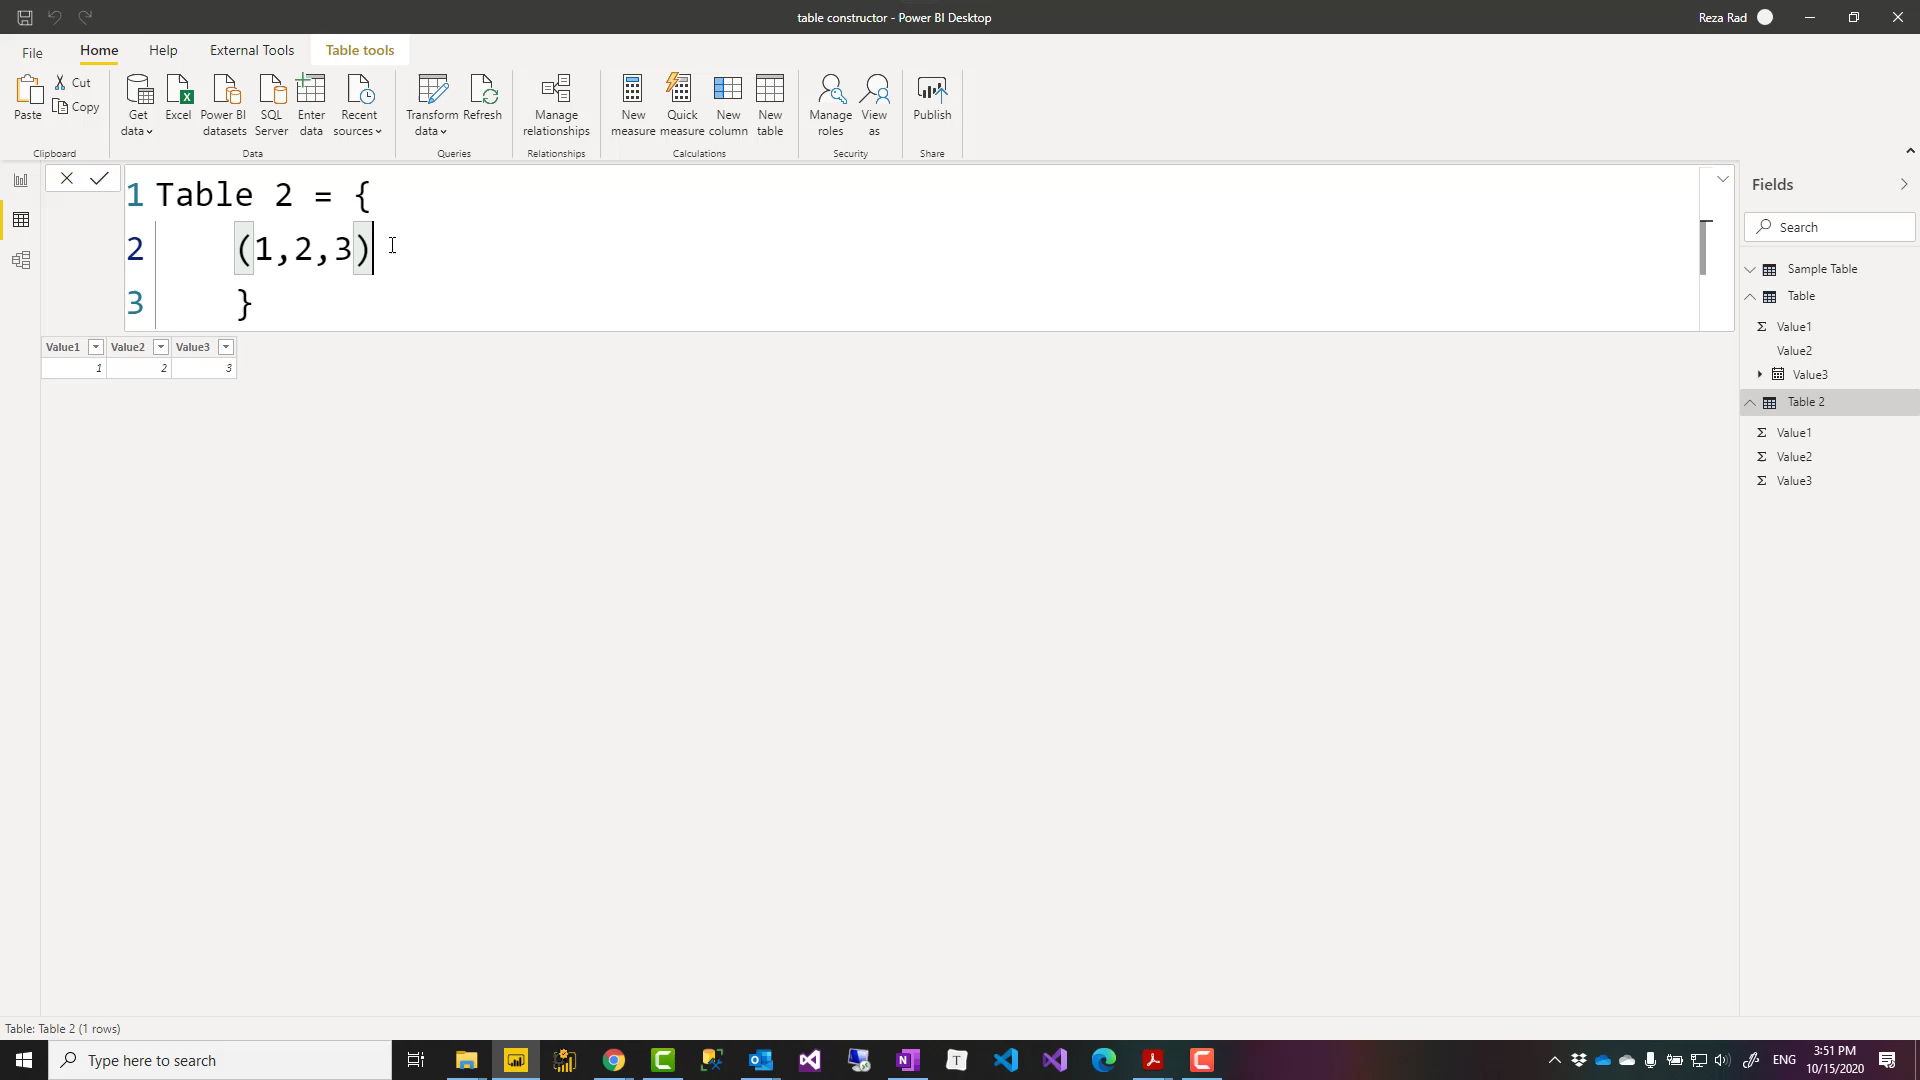 table constructor - Power BI Desktop
Reza Rad
File
Home
Help
External Tools
Table tools
Paste
Cut
Copy
Get data
Excel
Power BI datasets
SQL Server
Enter data
Recent sources
Transform data
Refresh
Manage relationships
New measure
Quick measure
New column
New table
Manage roles
View as
Publish
Clipboard
Data
Queries
Relationships
Calculations
Security
Share
1 Table 2 = {
2 (1,2,3)
3 }
Value1 Value2 Value3
1 2 3
Fields
Search
Sample Table
Table
Σ Value1
Value2
Value3
Table 2
Σ Value1
Σ Value2
Σ Value3
Table: Table 2 (1 rows)
Type here to search
ENG
3:51 PM
10/15/2020